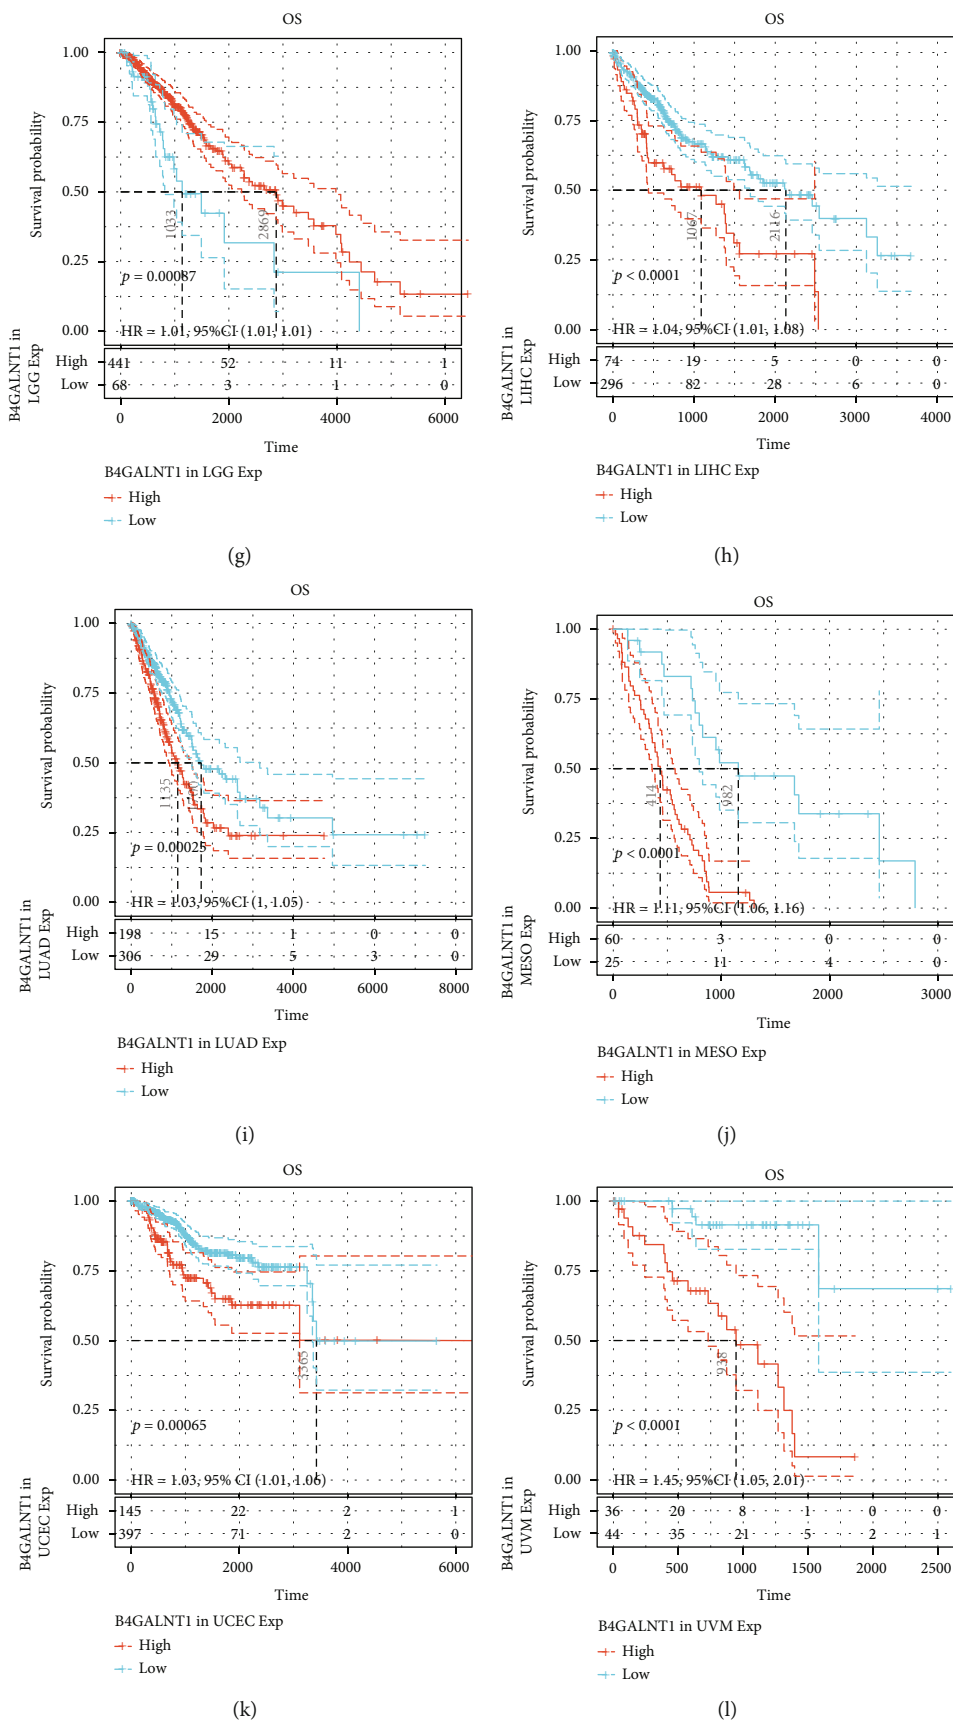 OS
1.00
0.75
0.50
0.25
0.00
Survival probability
1033
2869
p = 0.00087
HR = 1.01, 95%CI (1.01, 1.01)
B4GALNT1 in
LGG Exp
High 441 52 11 1
Low 68 3 1 0
0 2000 4000 6000
Time
B4GALNT1 in LGG Exp
High
Low
(g)
OS
1.00
0.75
0.50
0.25
0.00
Survival probability
1067
2116
p < 0.0001
HR = 1.04, 95%CI (1.01, 1.08)
B4GALNT1 in
LIHC Exp
High 74 19 5 0 0
Low 296 82 28 6 0
0 1000 2000 3000 4000
Time
B4GALNT1 in LIHC Exp
High
Low
(h)
OS
1.00
0.75
0.50
0.25
0.00
Survival probability
1135
p = 0.00025
HR = 1.03, 95%CI (1, 1.05)
B4GALNT1 in
LUAD Exp
High 198 15 1 0 0
Low 306 29 5 3 0
0 2000 4000 6000 8000
Time
B4GALNT1 in LUAD Exp
High
Low
(i)
OS
1.00
0.75
0.50
0.25
0.00
Survival probability
414
982
p < 0.0001
HR = 1.11, 95%CI (1.06, 1.16)
B4GALNT1 in
MESO Exp
High 60 3 0 0
Low 25 11 4 0
0 1000 2000 3000
Time
B4GALNT1 in MESO Exp
High
Low
(j)
OS
1.00
0.75
0.50
0.25
0.00
Survival probability
3365
p = 0.00065
HR = 1.03, 95% CI (1.01, 1.06)
B4GALNT1 in
UCEC Exp
High 145 22 2 1
Low 397 71 2 0
0 2000 4000 6000
Time
B4GALNT1 in UCEC Exp
High
Low
(k)
OS
1.00
0.75
0.50
0.25
0.00
Survival probability
238
p < 0.0001
HR = 1.45, 95%CI (1.05, 2.01)
B4GALNT1 in
UVM Exp
High 36 20 8 1 0 0
Low 44 35 21 5 2 1
0 500 1000 1500 2000 2500
Time
B4GALNT1 in UVM Exp
High
Low
(l)